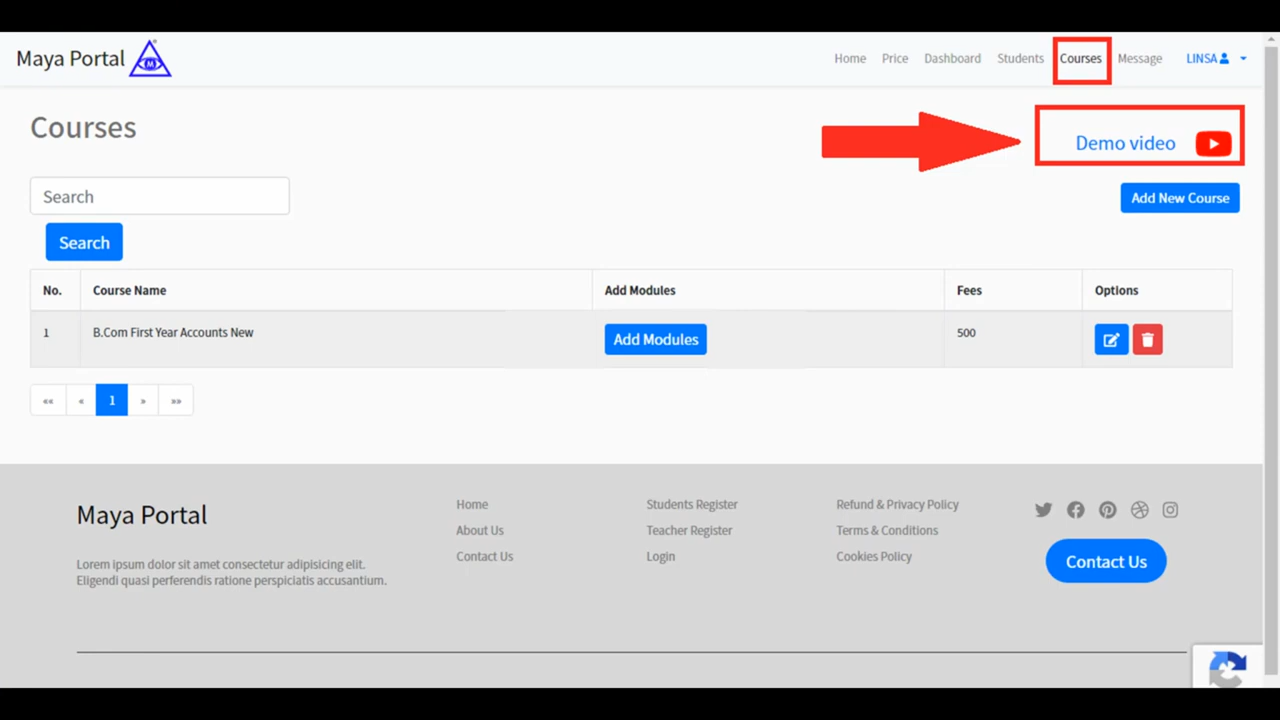 Maya Portal
M
Home Price Dashboard Students Courses Message LINSA
Courses
Demo video
Search
Add New Course
Search
No. Course Name Add Modules Fees Options
1 B.Com First Year Accounts New Add Modules 500
«« « 1 » »»
Maya Portal
Lorem ipsum dolor sit amet consectetur adipisicing elit.
Eligendi quasi perferendis ratione perspiciatis accusantium.
Home
About Us
Contact Us
Students Register
Teacher Register
Login
Refund & Privacy Policy
Terms & Conditions
Cookies Policy
Contact Us